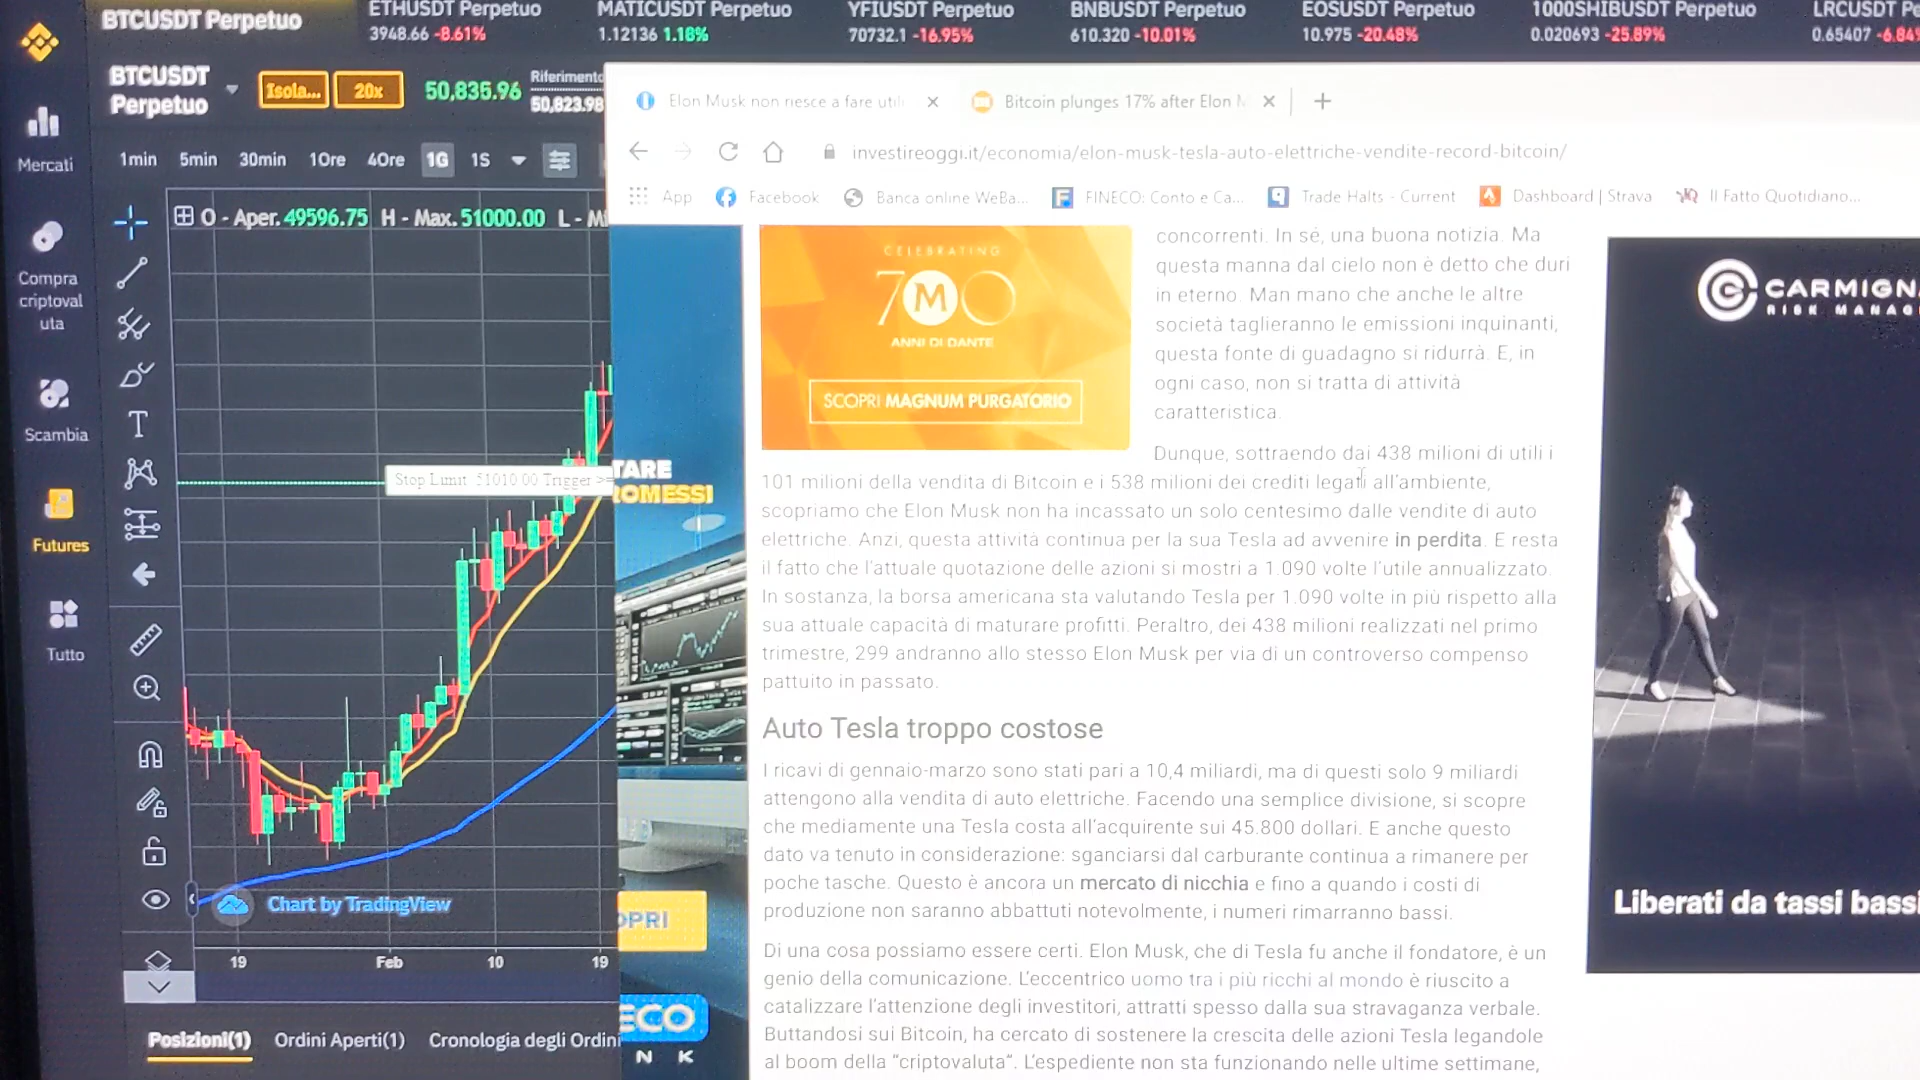 BTCUSDT Perpetuo
ETHUSDT Perpetuo
3948.66 -8.61%
MATICUSDT Perpetuo
1.12136 1.18%
YFIUSDT Perpetuo
70732.1 -16.95%
BNBUSDT Perpetuo
610.320 -10.01%
EOSUSDT Perpetuo
10.975 -20.48%
1000SHIBUSDT Perpetuo
0.020693 -25.89%
LRCUSDT Pe
0.65407 -6.84%
BTCUSDT
Perpetuo
Isola...
20x
50,835.96
Riferimento
50,823.98
1min 5min 30min 1Ore 4Ore 1G 1S
O - Aper. 49596.75 H - Max. 51000.00 L - Mi
Mercati
Compra
criptoval
uta
Scambia
Futures
Tutto
Stop Limit 51010.00 Trigger >=
Chart by TradingView
19 Feb 10 19
Posizioni(1) Ordini Aperti(1) Cronologia degli Ordini
Elon Musk non riesce a fare utili
Bitcoin plunges 17% after Elon M
investireoggi.it/economia/elon-musk-tesla-auto-elettriche-vendite-record-bitcoin/
App
Facebook
Banca online WeBa...
FINECO: Conto e Ca...
Trade Halts - Current
Dashboard | Strava
Il Fatto Quotidiano...
TARE
ROMESSI
OPRI
ECO
N K
CELEBRATING
700
M
ANNI DI DANTE
SCOPRI MAGNUM PURGATORIO
concorrenti. In sé, una buona notizia. Ma
questa manna dal cielo non è detto che duri
in eterno. Man mano che anche le altre
società taglieranno le emissioni inquinanti,
questa fonte di guadagno si ridurrà. E, in
ogni caso, non si tratta di attività
caratteristica.
Dunque, sottraendo dai 438 milioni di utili i
101 milioni della vendita di Bitcoin e i 538 milioni dei crediti legati all'ambiente,
scopriamo che Elon Musk non ha incassato un solo centesimo dalle vendite di auto
elettriche. Anzi, questa attività continua per la sua Tesla ad avvenire in perdita. E resta
il fatto che l'attuale quotazione delle azioni si mostri a 1.090 volte l'utile annualizzato.
In sostanza, la borsa americana sta valutando Tesla per 1.090 volte in più rispetto alla
sua attuale capacità di maturare profitti. Peraltro, dei 438 milioni realizzati nel primo
trimestre, 299 andranno allo stesso Elon Musk per via di un controverso compenso
pattuito in passato.
Auto Tesla troppo costose
I ricavi di gennaio-marzo sono stati pari a 10,4 miliardi, ma di questi solo 9 miliardi
attengono alla vendita di auto elettriche. Facendo una semplice divisione, si scopre
che mediamente una Tesla costa all'acquirente sui 45.800 dollari. E anche questo
dato va tenuto in considerazione: sganciarsi dal carburante continua a rimanere per
poche tasche. Questo è ancora un mercato di nicchia e fino a quando i costi di
produzione non saranno abbattuti notevolmente, i numeri rimarranno bassi.
Di una cosa possiamo essere certi. Elon Musk, che di Tesla fu anche il fondatore, è un
genio della comunicazione. L'eccentrico uomo tra i più ricchi al mondo è riuscito a
catalizzare l'attenzione degli investitori, attratti spesso dalla sua stravaganza verbale.
Buttandosi sui Bitcoin, ha cercato di sostenere la crescita delle azioni Tesla legandole
al boom della "criptovaluta". L'espediente non sta funzionando nelle ultime settimane,
CARMIGNA
RISK MANAG
Liberati da tassi bassi